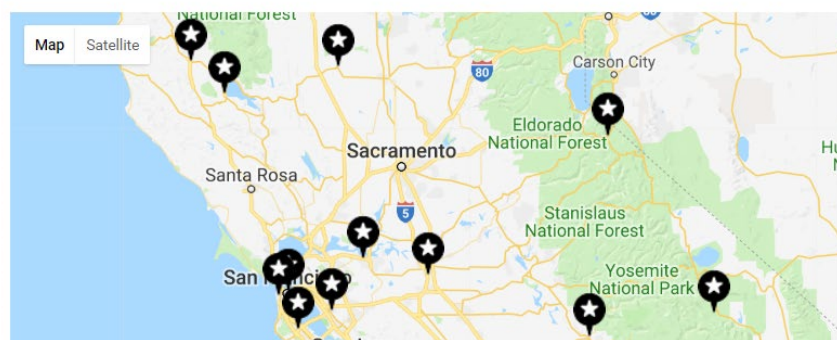 National Forest
Map
Satellite
80
Carson City
Eldorado
National Forest
Sacramento
Santa Rosa
5
Stanislaus
National Forest
Yosemite
National Park
San Francisco